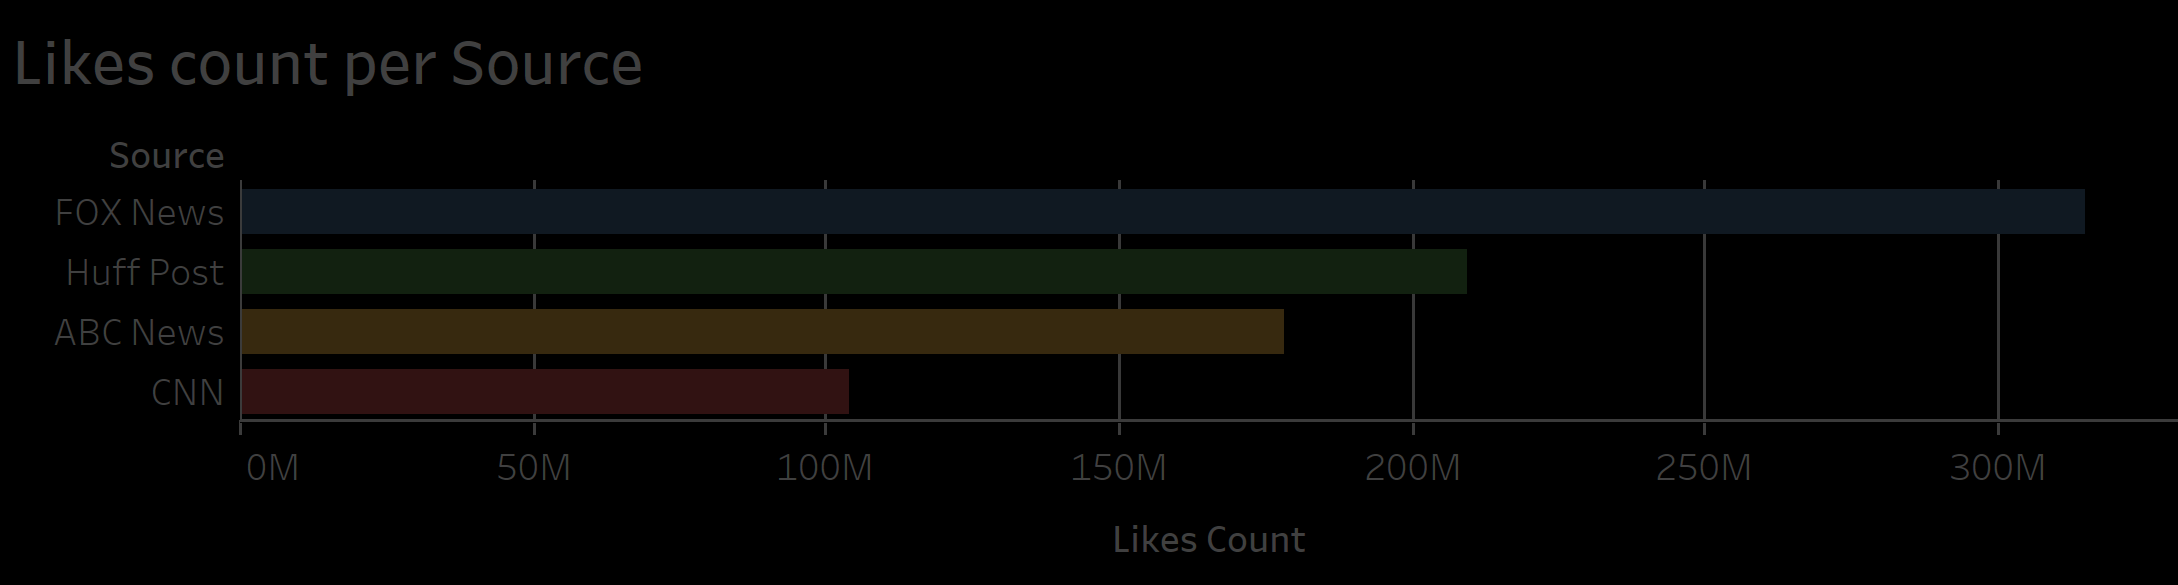 Likes count per Source
Source
FOX News
Huff Post
ABC News
CNN
0M 50M 100M 150M 200M 250M 300M
Likes Count